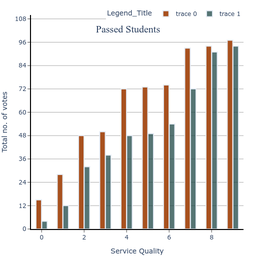 Legend_Title
trace 0
trace 1
Passed Students
108
96
84
72
60
48
36
24
12
0
Total no. of votes
0
2
4
6
8
Service Quality